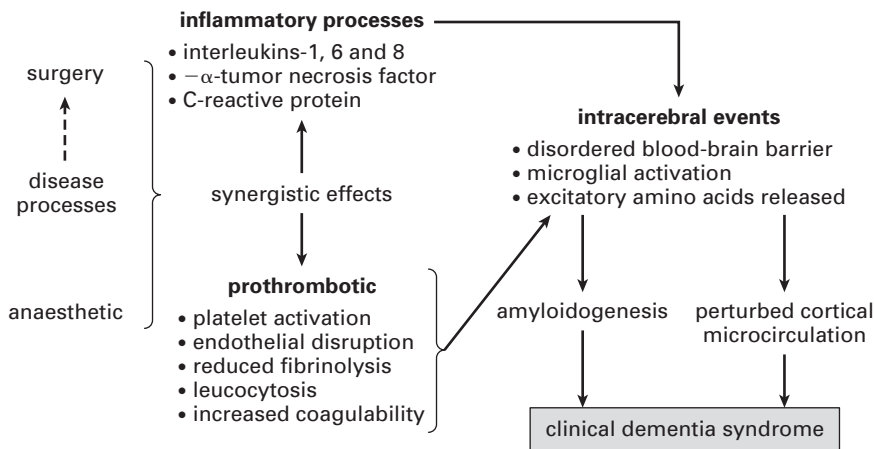 inflammatory processes
• interleukins-1, 6 and 8
• −α-tumor necrosis factor
• C-reactive protein
surgery
disease
processes
anaesthetic
synergistic effects
prothrombotic
• platelet activation
• endothelial disruption
• reduced fibrinolysis
• leucocytosis
• increased coagulability
intracerebral events
• disordered blood-brain barrier
• microglial activation
• excitatory amino acids released
amyloidogenesis
perturbed cortical
microcirculation
clinical dementia syndrome